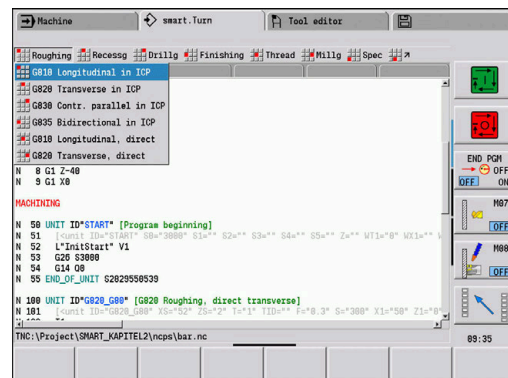 Machine smart.Turn Tool editor
Roughing Recessg Drillg Finishing Thread Millg Spec
G810 Longitudinal in ICP
G820 Transverse in ICP
G830 Contr. parallel in ICP
G835 Bidirectional in ICP
G810 Longitudinal, direct
G820 Transverse, direct
N 8 G1 Z-40
N 9 G1 X0
MACHINING
N 50 UNIT ID"START" [Program beginning]
N 51 [<unit ID="START" S0="3000" S1="" S2="" S3="" S4="" S5="" Z="" WT1="0" WX1=""
N 52 L"InitStart" V1
N 53 G26 S3000
N 54 G14 Q0
N 55 END_OF_UNIT S2829550539
N 100 UNIT ID"G820_G80" [G820 Roughing, direct transverse]
N 101 [<unit ID="G820_G80" XS="52" ZS="2" T="1" TID="" F="0.3" S="300" X1="50" Z1="0"
TNC:\Project\SMART_KAPITEL2\ncps\bar.nc
END PGM
OFF
OFF ON
M07
OFF
M08
OFF
09:35